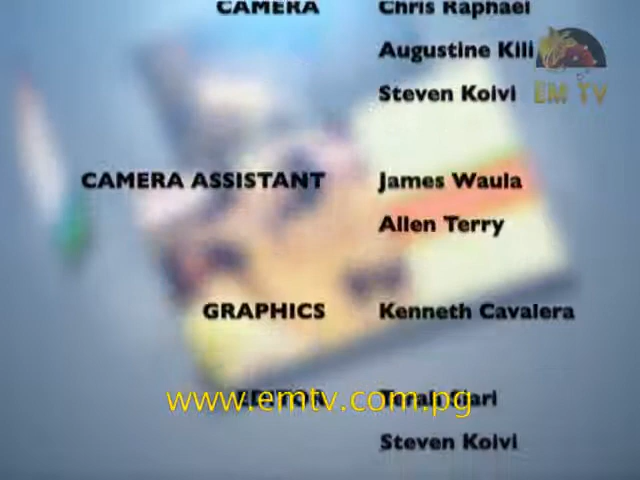 CAMERA Chris Raphael
Augustine Kili
Steven Koivi
EM TV
CAMERA ASSISTANT James Waula
Allen Terry
GRAPHICS Kenneth Cavalera
EDITOR
www.emtv.com.pg
Steven Koivi